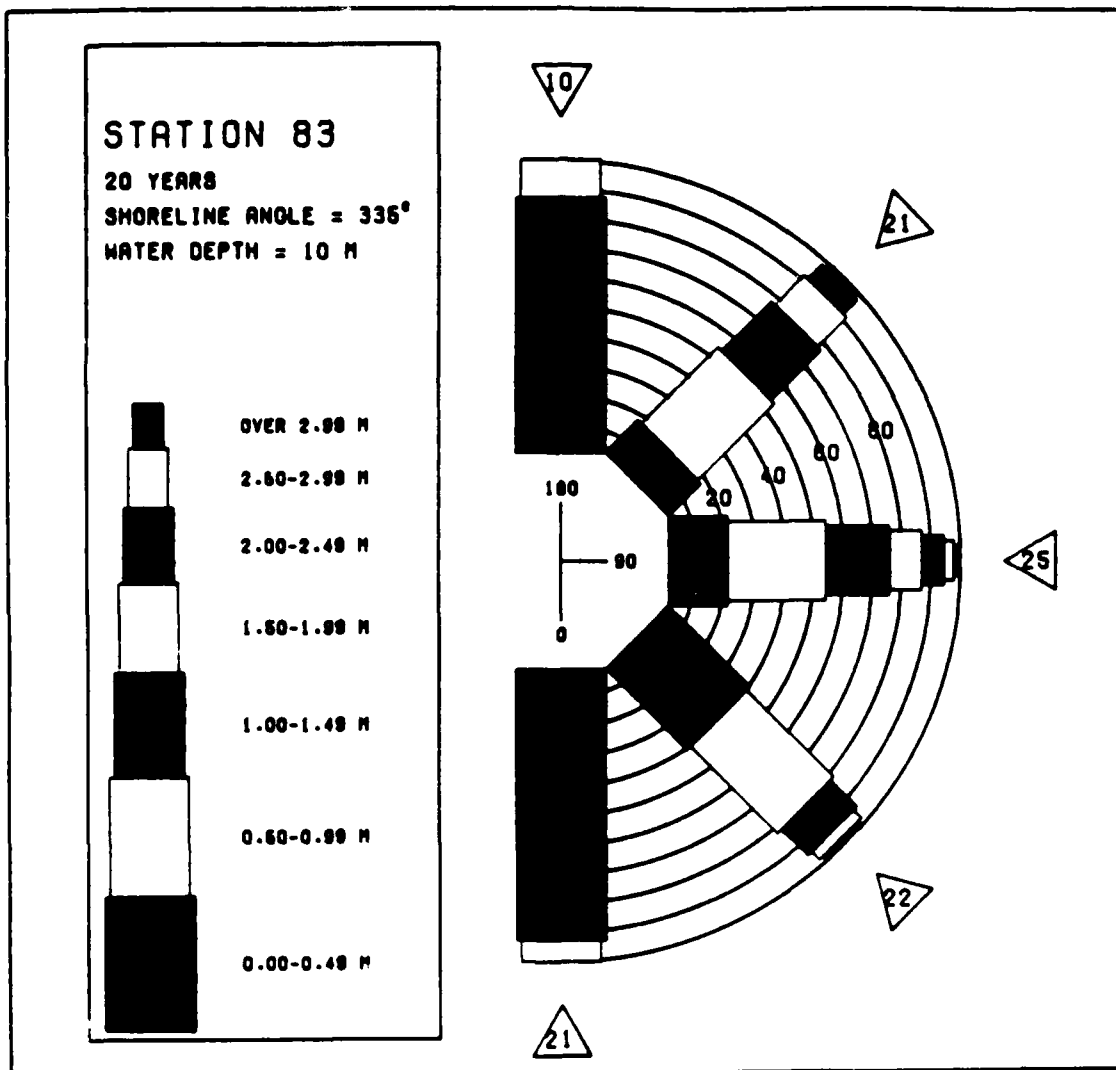 STATION 83
20 YEARS
SHORELINE ANGLE = 335°
WATER DEPTH = 10 M
OVER 2.99 M
2.50-2.99 M
2.00-2.49 M
1.50-1.99 M
1.00-1.49 M
0.50-0.99 M
0.00-0.49 M
10
21
80
60
40
20
180
90
0
25
22
21